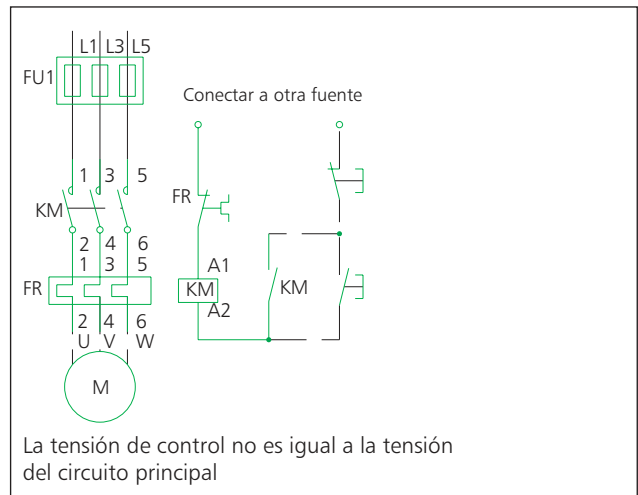 L1 L3 L5
FU1
Conectar a otra fuente
1 3 5
KM
FR
2 4 6
1 3 5
A1
FR
KM
KM
A2
2 4 6
U V W
M
La tensión de control no es igual a la tensión
del circuito principal